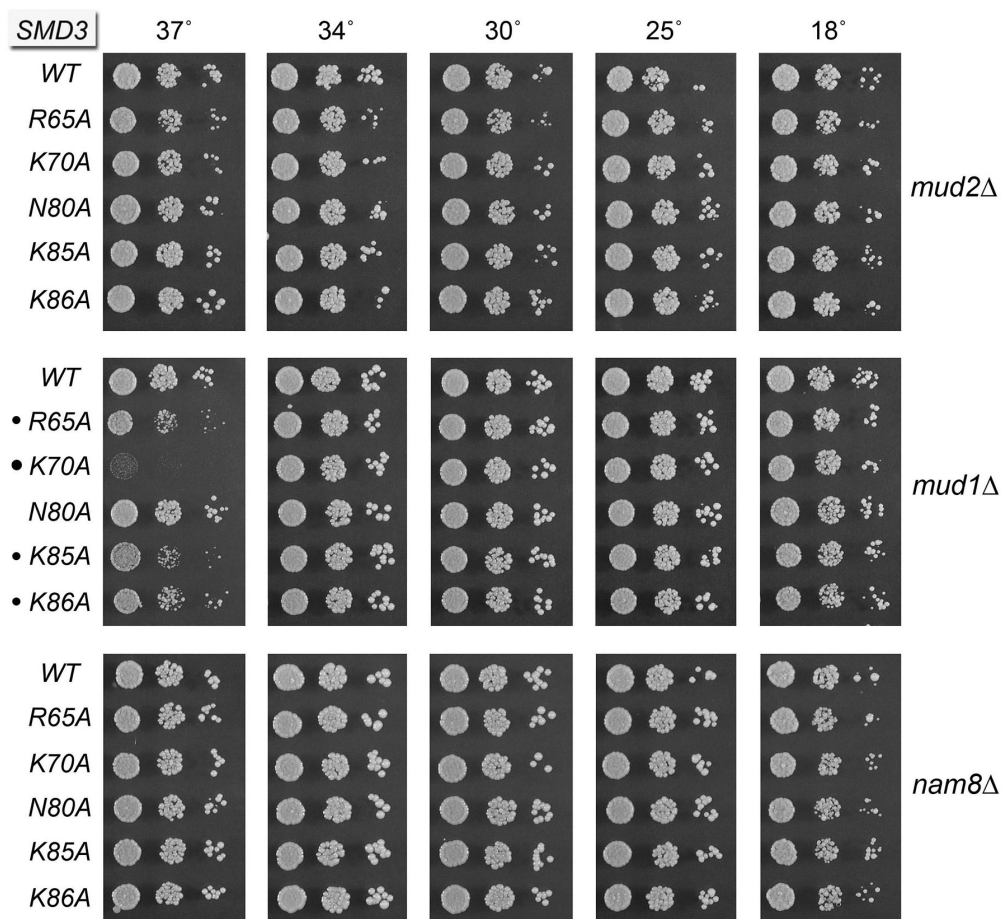 SMD3 37° 34° 30° 25° 18°
WT
R65A
K70A
N80A
K85A
K86A
mud2Δ
WT
• R65A
• K70A
N80A
• K85A
• K86A
mud1Δ
WT
R65A
K70A
N80A
K85A
K86A
nam8Δ